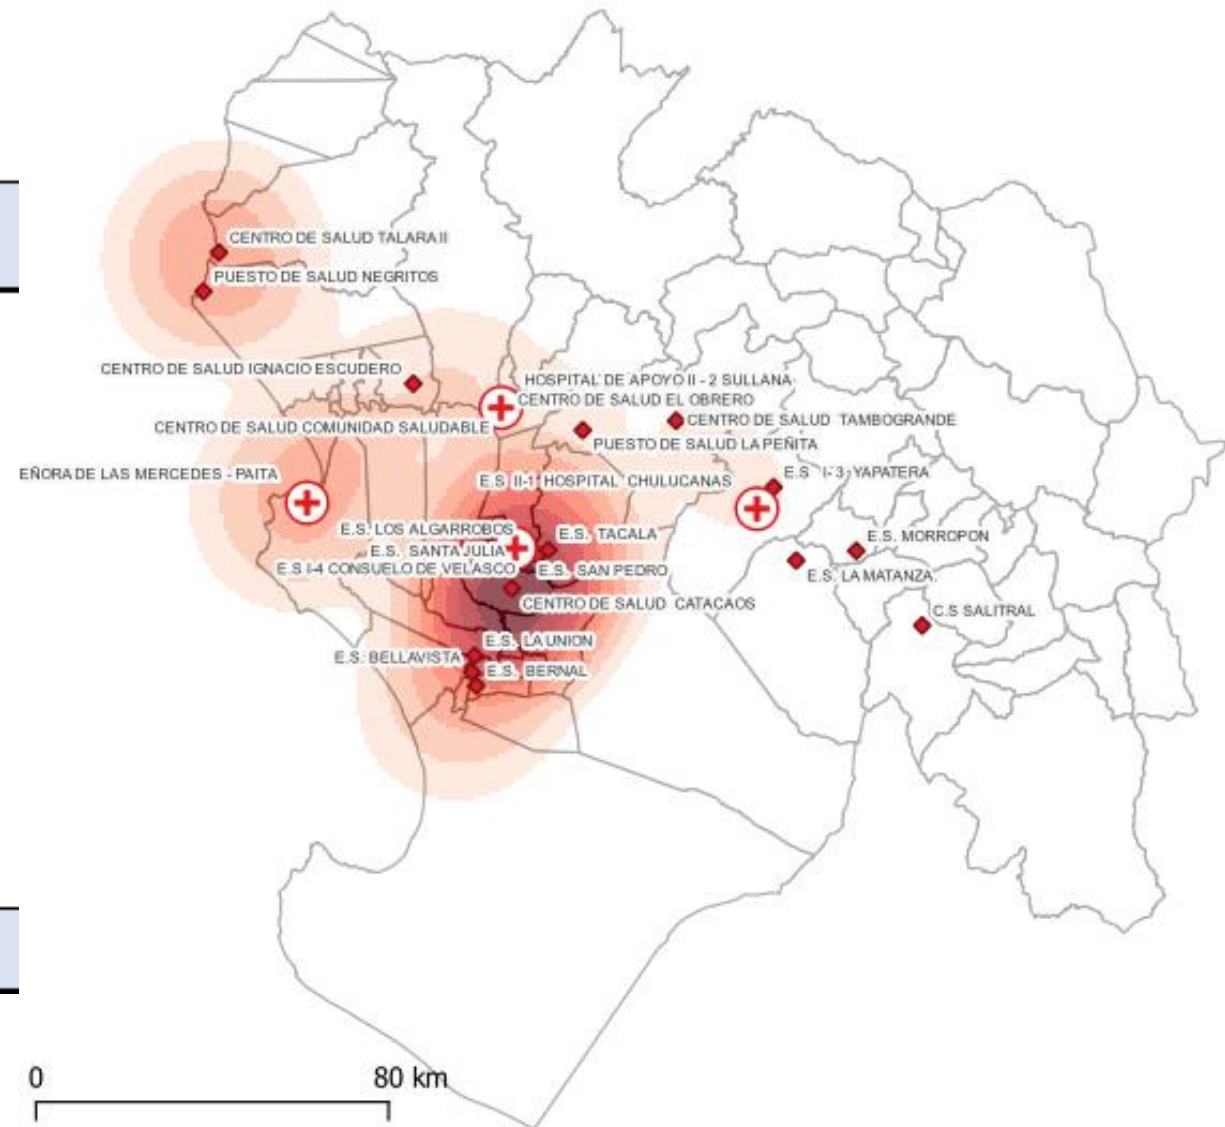 CENTRO DE SALUD TALARA II
PUESTO DE SALUD NEGRITOS
CENTRO DE SALUD IGNACIO ESCUDERO
HOSPITAL DE APOYO II - 2 SULLANA
CENTRO DE SALUD EL OBRERO
CENTRO DE SALUD TAMBOGRANDE
CENTRO DE SALUD COMUNIDAD SALUDABLE
PUESTO DE SALUD LA PEÑITA
EÑORA DE LAS MERCEDES - PAITA
E.S II-1 HOSPITAL CHULUCANAS
E.S I-3 YAPATERA
E.S. LOS ALGARROBOS
E.S. TACALA
E.S. MORROPON
E.S. SANTA JULIA
E.S I-4 CONSUELO DE VELASCO
E.S. SAN PEDRO
E.S. LA MATANZA.
CENTRO DE SALUD CATACAOS
C.S SALITRAL
E.S. LA UNION
E.S. BELLAVISTA
E.S. BERNAL
0
80 km